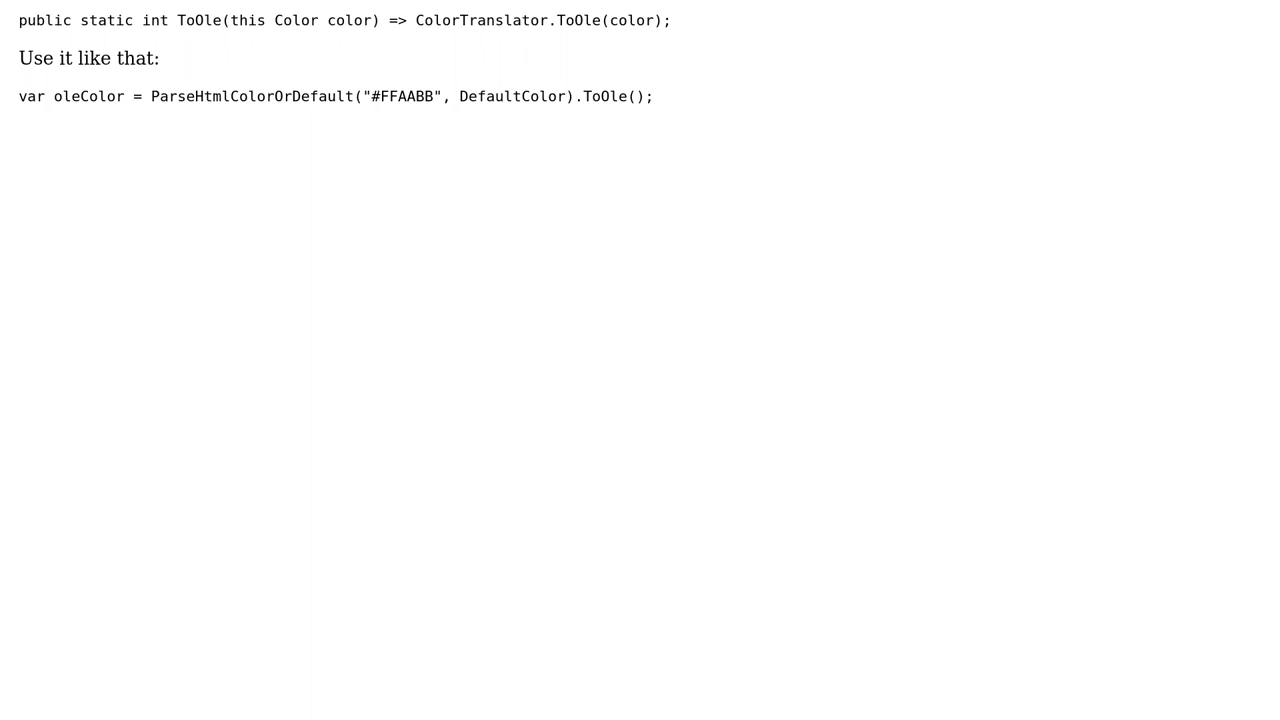 public static int ToOle(this Color color) => ColorTranslator.ToOle(color);
Use it like that:
var oleColor = ParseHtmlColorOrDefault("#FFAABB", DefaultColor).ToOle();